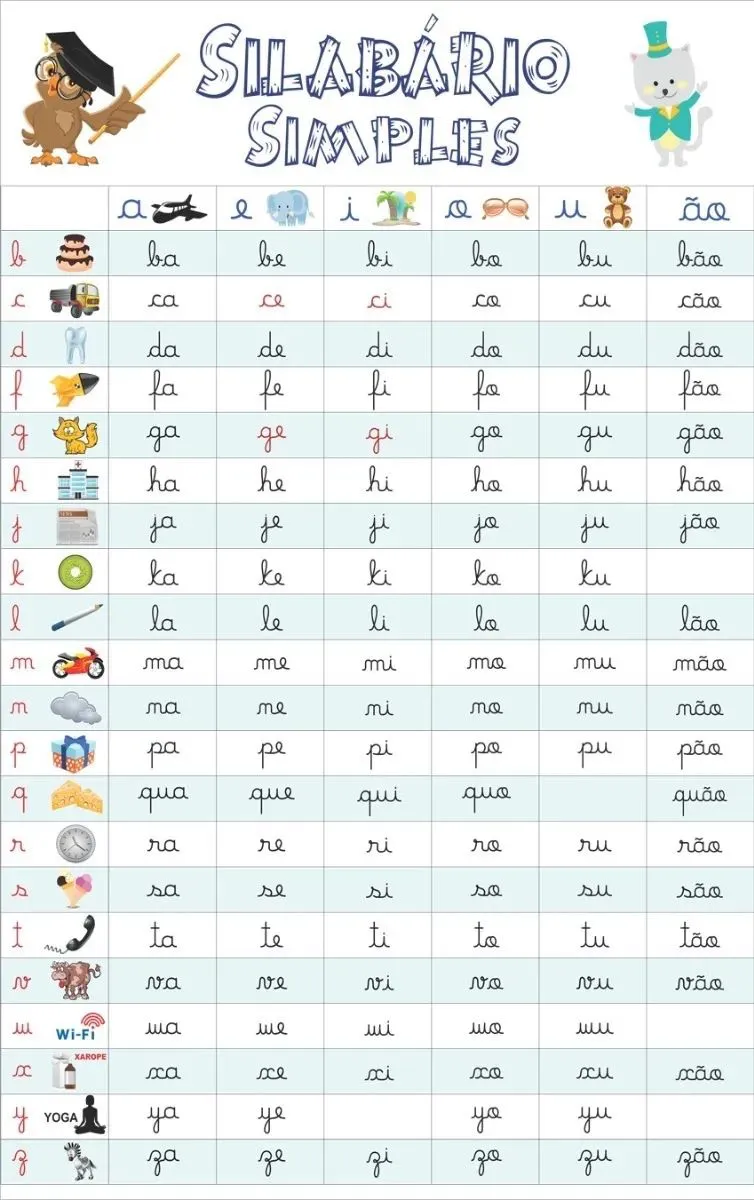 SILABÁRIO
SIMPLES
a e i o u ão
b ba be bi bo bu bão
c ca ce ci co cu cão
d da de di do du dão
f fa fe fi fo fu fão
g ga ge gi go gu gão
h ha he hi ho hu hão
j ja je ji jo ju jão
k ka ke ki ko ku
l la le li lo lu lão
m ma me mi mo mu mão
n na ne ni no nu não
p pa pe pi po pu pão
q qua que qui quo quão
r ra re ri ro ru rão
s sa se si so su são
t ta te ti to tu tão
v va ve vi vo vu vão
w Wi-Fi wa we wi wo wu
x XAROPE xa xe xi xo xu xão
y YOGA ya ye yo yu
z za ze zi zo zu zão